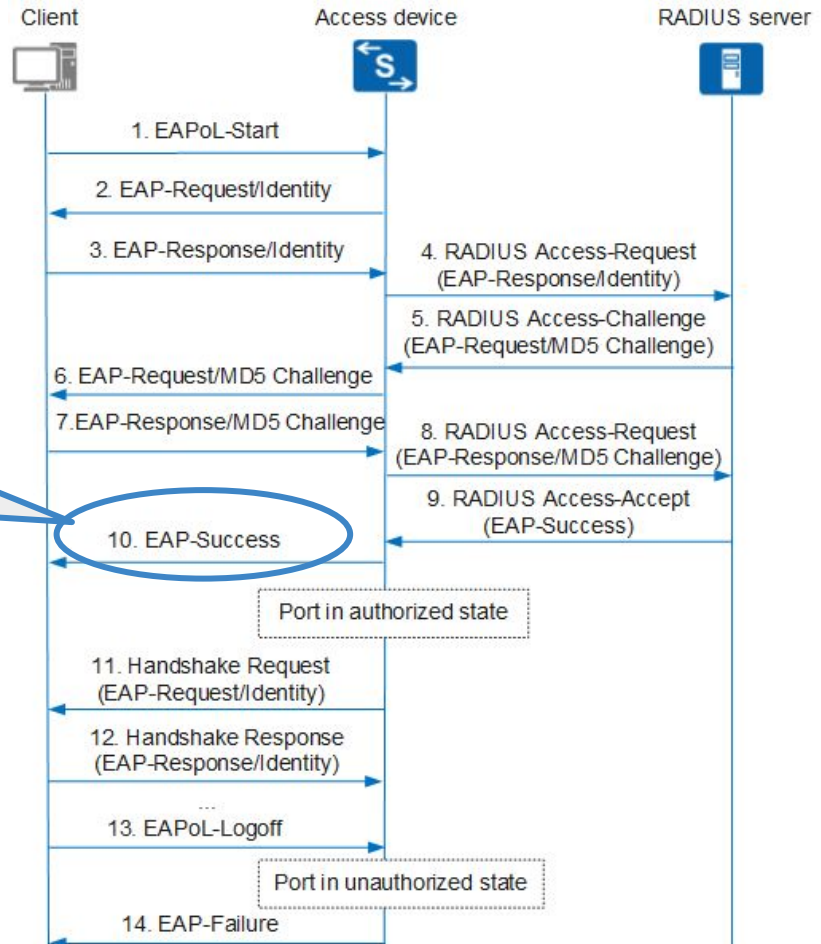 Client
Access device
RADIUS server
S
1. EAPoL-Start
2. EAP-Request/Identity
3. EAP-Response/Identity
4. RADIUS Access-Request
(EAP-Response/Identity)
5. RADIUS Access-Challenge
(EAP-Request/MD5 Challenge)
6. EAP-Request/MD5 Challenge
7.EAP-Response/MD5 Challenge
8. RADIUS Access-Request
(EAP-Response/MD5 Challenge)
9. RADIUS Access-Accept
(EAP-Success)
10. EAP-Success
Port in authorized state
11. Handshake Request
(EAP-Request/Identity)
12. Handshake Response
(EAP-Response/Identity)
...
13. EAPoL-Logoff
Port in unauthorized state
14. EAP-Failure